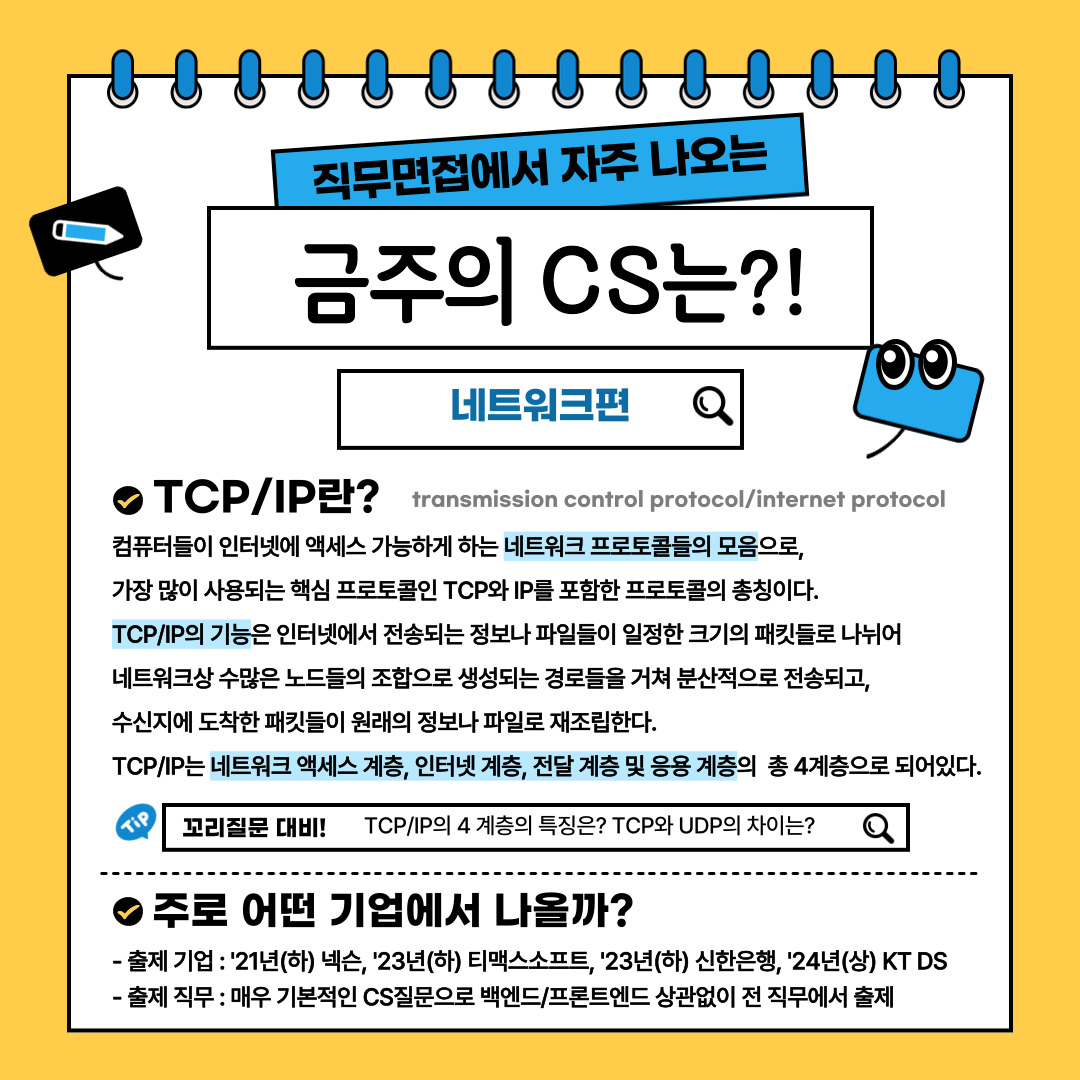 직무면접에서 자주 나오는
금주의 CS는?!
네트워크편
TCP/IP란? transmission control protocol/internet protocol
컴퓨터들이 인터넷에 액세스 가능하게 하는 네트워크 프로토콜들의 모음으로,
가장 많이 사용되는 핵심 프로토콜인 TCP와 IP를 포함한 프로토콜의 총칭이다.
TCP/IP의 기능은 인터넷에서 전송되는 정보나 파일들이 일정한 크기의 패킷들로 나뉘어
네트워크상 수많은 노드들의 조합으로 생성되는 경로들을 거쳐 분산적으로 전송되고,
수신지에 도착한 패킷들이 원래의 정보나 파일로 재조립한다.
TCP/IP는 네트워크 액세스 계층, 인터넷 계층, 전달 계층 및 응용 계층의 총 4계층으로 되어있다.
TiP 꼬리질문 대비! TCP/IP의 4 계층의 특징은? TCP와 UDP의 차이는?
주로 어떤 기업에서 나올까?
- 출제 기업 : '21년(하) 넥슨, '23년(하) 티맥스소프트, '23년(하) 신한은행, '24년(상) KT DS
- 출제 직무 : 매우 기본적인 CS질문으로 백엔드/프론트엔드 상관없이 전 직무에서 출제